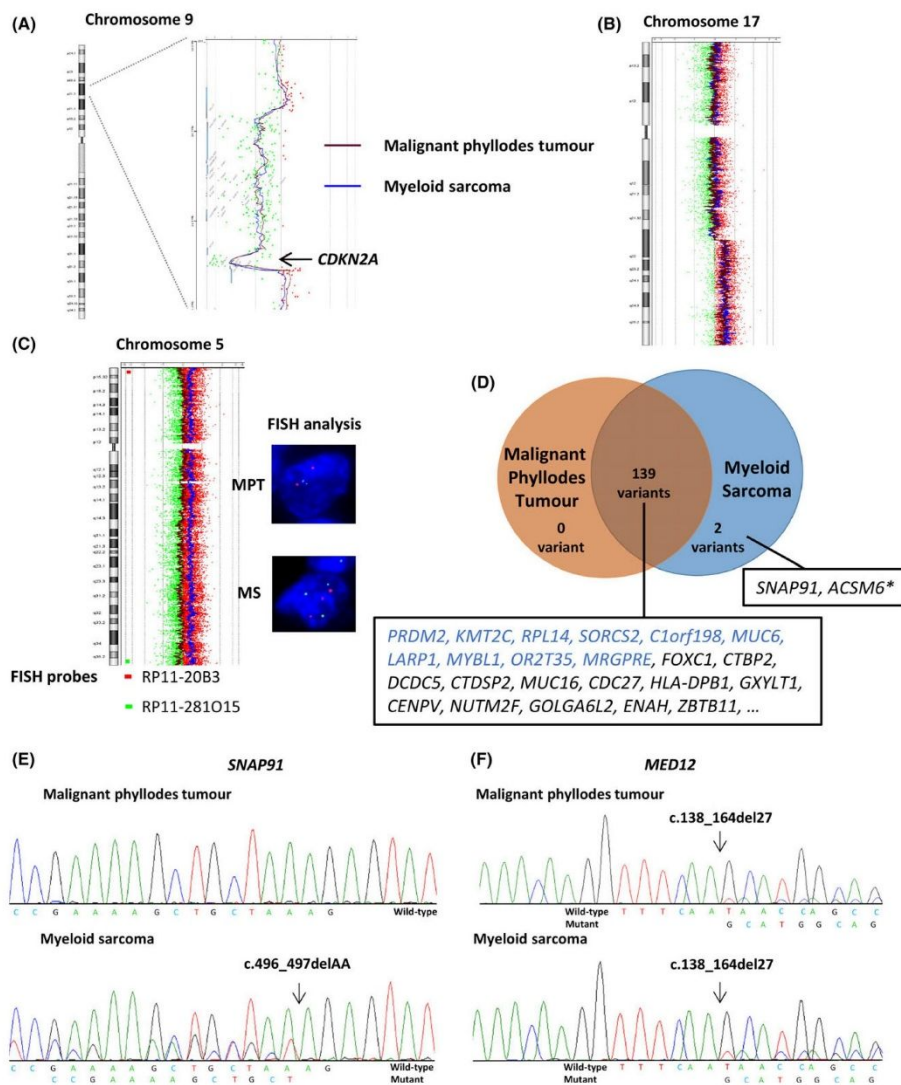 (A)
Chromosome 9
Malignant phyllodes tumour
Myeloid sarcoma
CDKN2A
(B)
Chromosome 17
(C)
Chromosome 5
FISH analysis
MPT
MS
FISH probes
RP11-20B3
RP11-281O15
(D)
Malignant
Phyllodes
Tumour
0
variant
139
variants
Myeloid
Sarcoma
2
variants
SNAP91, ACSM6*
PRDM2, KMT2C, RPL14, SORCS2, C1orf198, MUC6,
LARP1, MYBL1, OR2T35, MRGPRE, FOXC1, CTBP2,
DCDC5, CTDSP2, MUC16, CDC27, HLA-DPB1, GXYLT1,
CENPV, NUTM2F, GOLGA6L2, ENAH, ZBTB11, ...
(E)
SNAP91
Malignant phyllodes tumour
C C G A A A A G C T G C T A A A G Wild-type
Myeloid sarcoma
c.496_497delAA
C C G A A A A G C T G C T A A A G Wild-type
C C G A A A A G C T G C T Mutant
(F)
MED12
Malignant phyllodes tumour
c.138_164del27
Wild-type T T T C A A T A A C C A G C C
Mutant G C A T G G C A G
Myeloid sarcoma
c.138_164del27
Wild-type T T T C A A T A A C C A G C C
Mutant G C A T G G C G